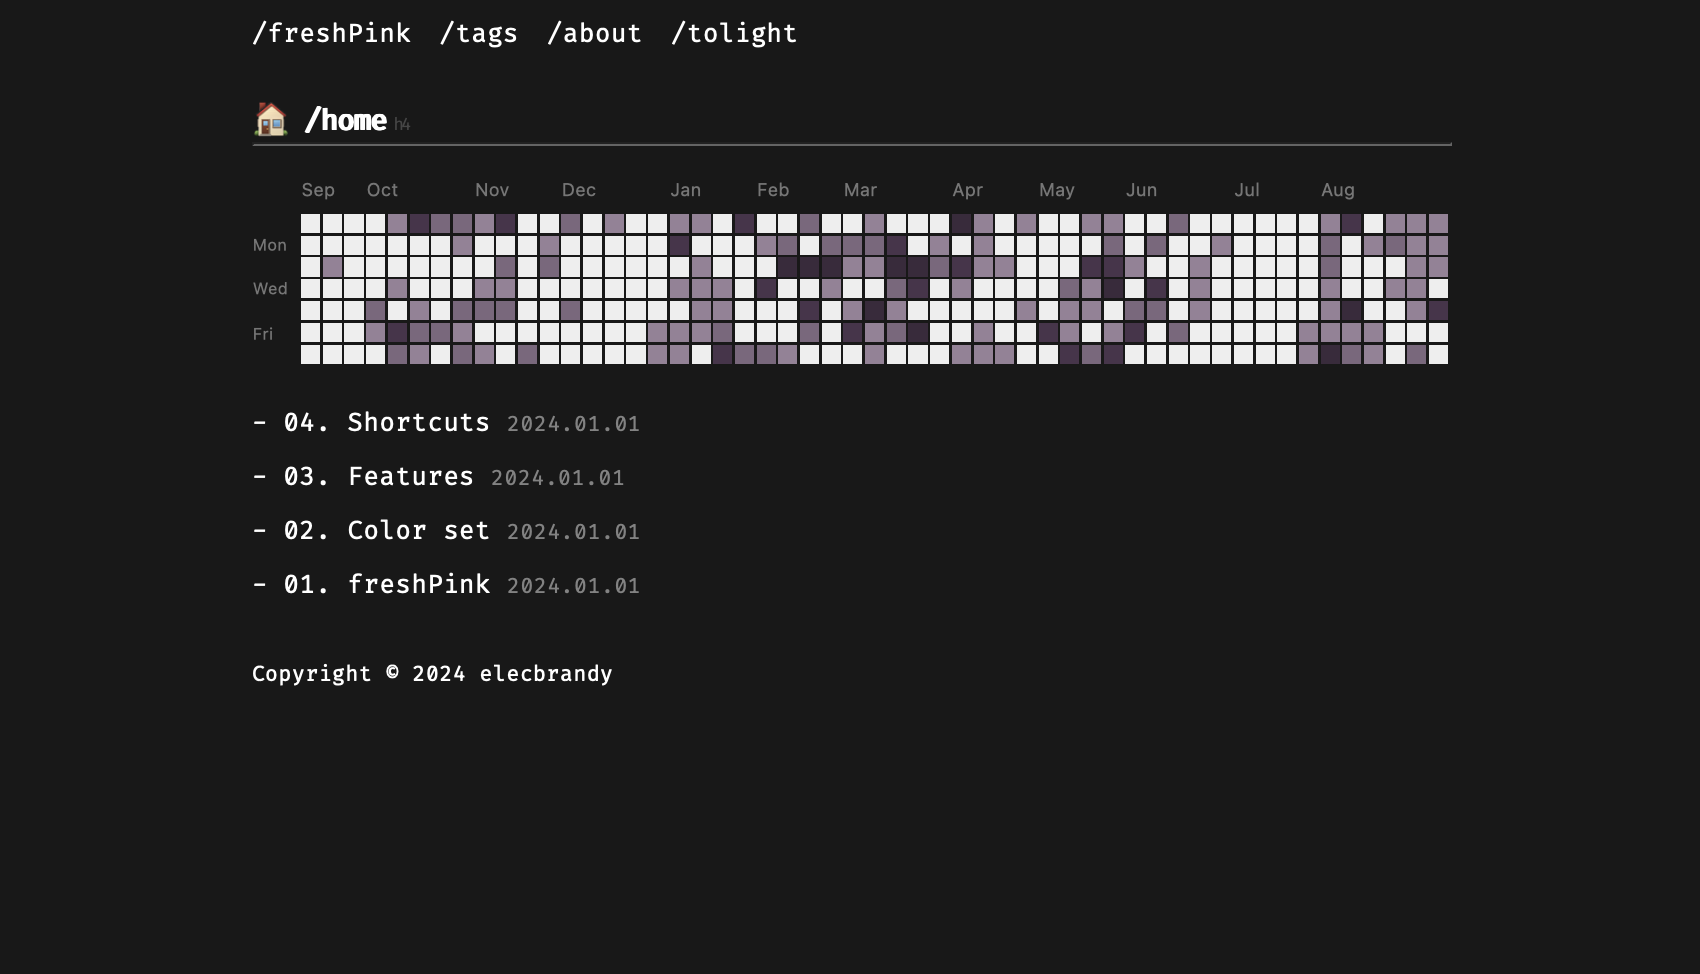 /freshPink /tags /about /tolight
/home h4
Sep Oct Nov Dec Jan Feb Mar Apr May Jun Jul Aug
Mon
Wed
Fri
- 04. Shortcuts 2024.01.01
- 03. Features 2024.01.01
- 02. Color set 2024.01.01
- 01. freshPink 2024.01.01
Copyright © 2024 elecbrandy